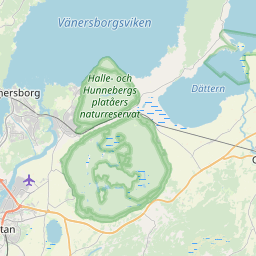 Vänersborgsviken
Halle- och
Hunnebergs
platåers
naturreservat
Dättern
nersborg
tan